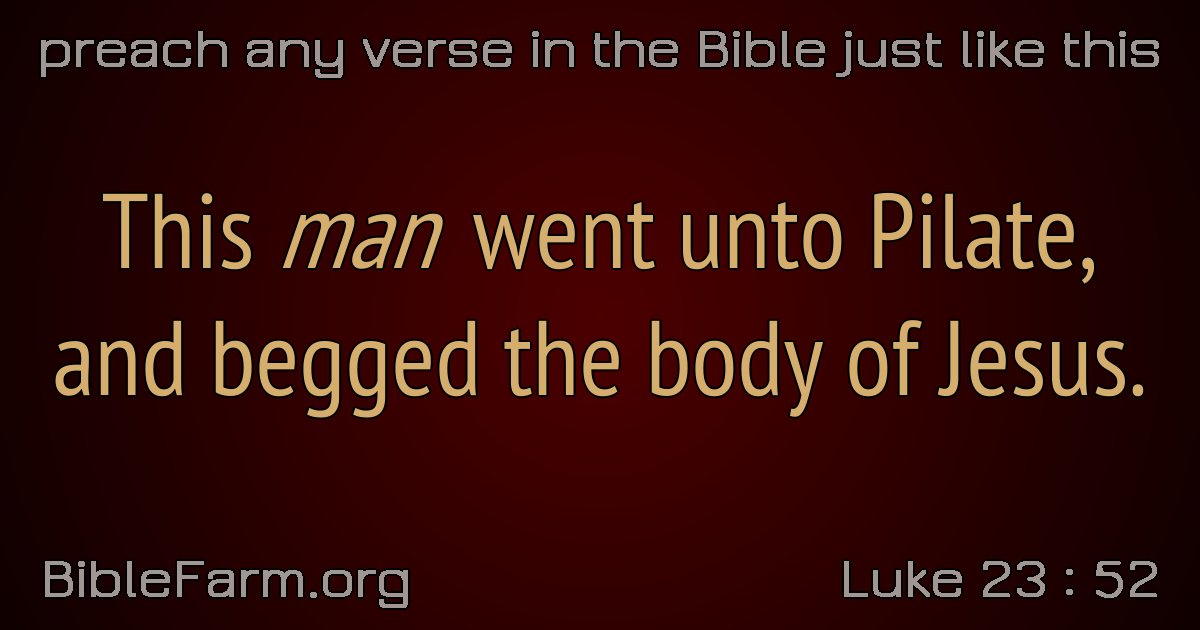 preach any verse in the Bible just like this
This man went unto Pilate,
and begged the body of Jesus.
BibleFarm.org
Luke 23 : 52